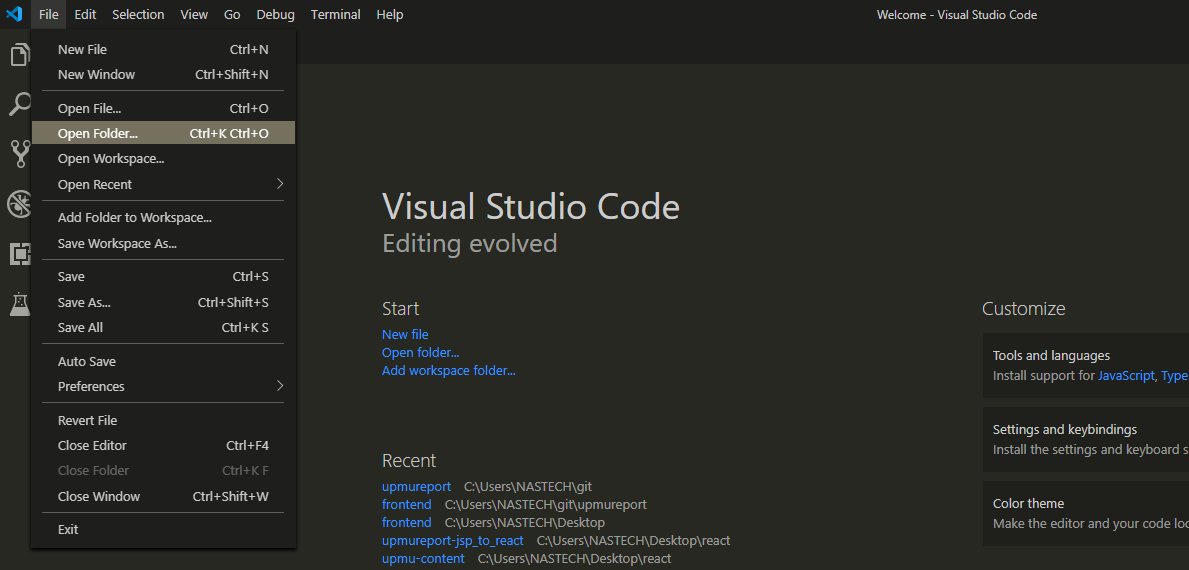 File Edit Selection View Go Debug Terminal Help Welcome - Visual Studio Code
New File Ctrl+N
New Window Ctrl+Shift+N
Open File... Ctrl+O
Open Folder... Ctrl+K Ctrl+O
Open Workspace...
Open Recent
Add Folder to Workspace...
Save Workspace As...
Save Ctrl+S
Save As... Ctrl+Shift+S
Save All Ctrl+K S
Auto Save
Preferences
Revert File
Close Editor Ctrl+F4
Close Folder Ctrl+K F
Close Window Ctrl+Shift+W
Exit
Visual Studio Code
Editing evolved
Start
New file
Open folder...
Add workspace folder...
Recent
upmureport C:\Users\NASTECH\git
frontend C:\Users\NASTECH\git\upmureport
frontend C:\Users\NASTECH\Desktop
upmureport-jsp_to_react C:\Users\NASTECH\Desktop\react
upmu-content C:\Users\NASTECH\Desktop\react
Customize
Tools and languages
Install support for JavaScript, Type
Settings and keybindings
Install the settings and keyboard s
Color theme
Make the editor and your code loo